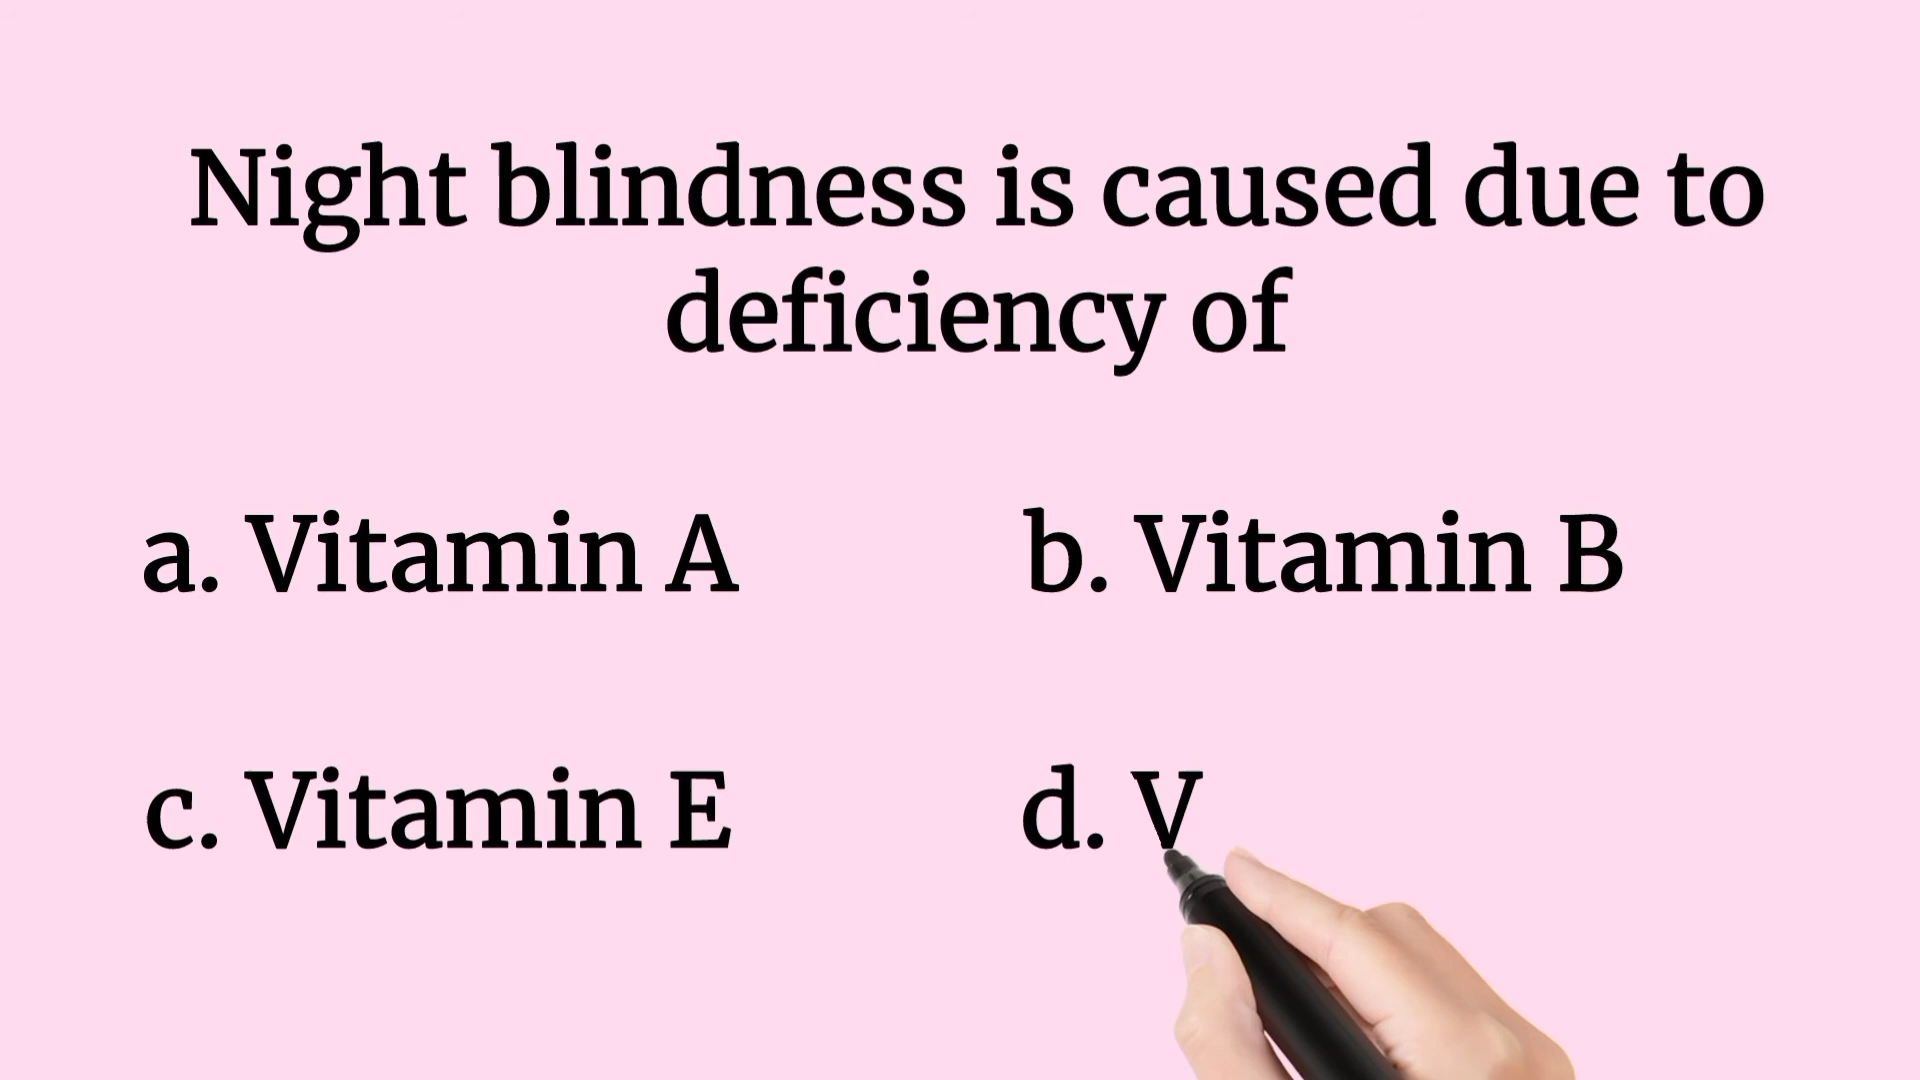 Night blindness is caused due to
deficiency of
a. Vitamin A
b. Vitamin B
c. Vitamin E
d. V